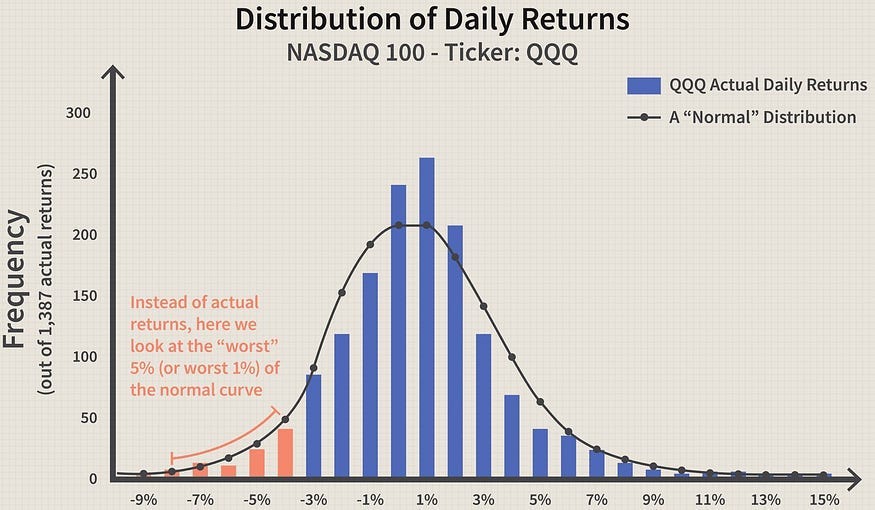 Distribution of Daily Returns
NASDAQ 100 - Ticker: QQQ
QQQ Actual Daily Returns
A “Normal” Distribution
Frequency
(out of 1,387 actual returns)
300
250
200
150
100
50
0
Instead of actual
returns, here we
look at the “worst”
5% (or worst 1%) of
the normal curve
-9%
-7%
-5%
-3%
-1%
1%
3%
5%
7%
9%
11%
13%
15%